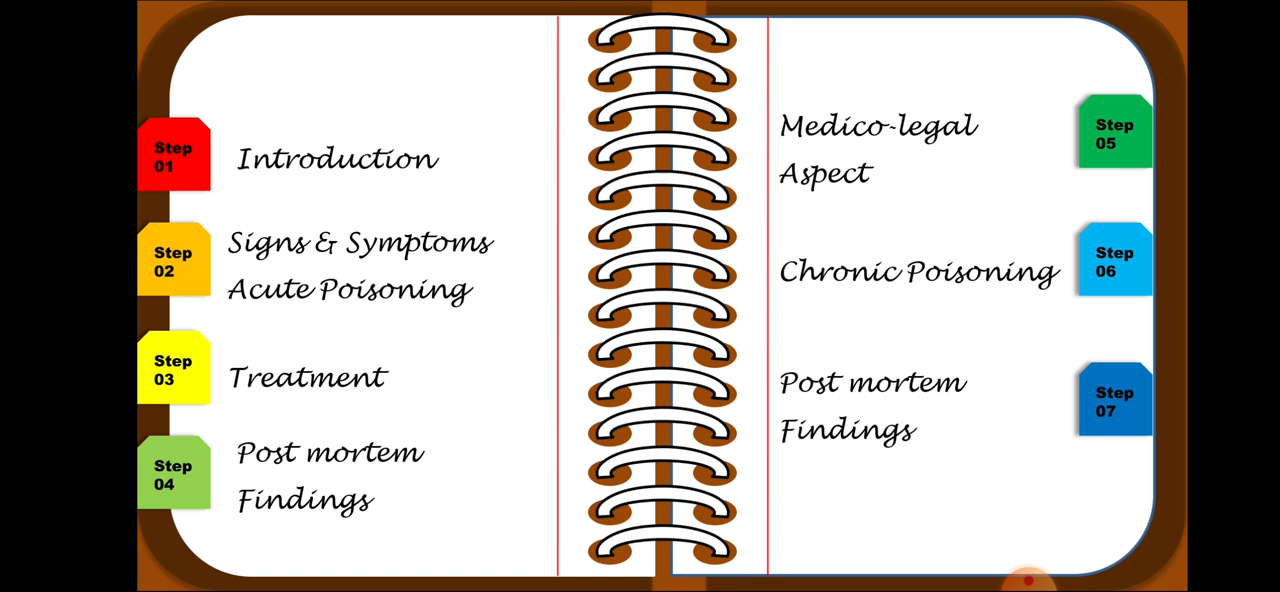 Step
01
Introduction
Step
02
Signs & Symptoms
Acute Poisoning
Step
03
Treatment
Step
04
Post mortem
Findings
Medico-legal
Aspect
Step
05
Chronic Poisoning
Step
06
Post mortem
Findings
Step
07